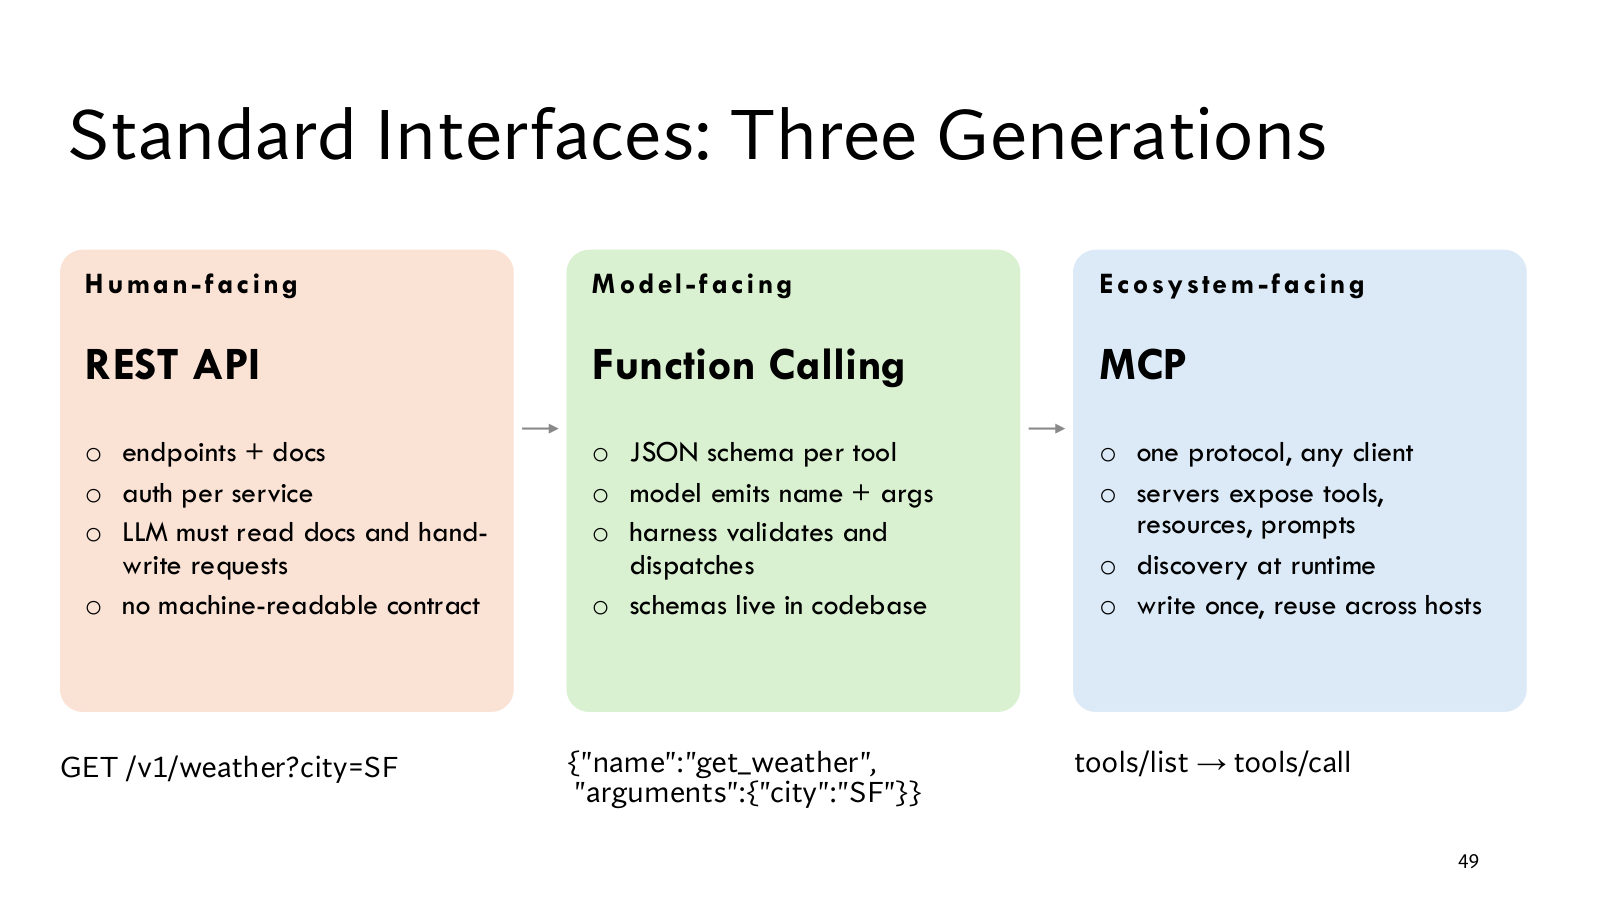 Standard Interfaces: Three Generations
Human-facing
REST API
○ endpoints + docs
○ auth per service
○ LLM must read docs and hand-
write requests
○ no machine-readable contract
GET /v1/weather?city=SF
Model-facing
Function Calling
○ JSON schema per tool
○ model emits name + args
○ harness validates and
dispatches
○ schemas live in codebase
{"name":"get_weather",
"arguments":{"city":"SF"}}
Ecosystem-facing
MCP
○ one protocol, any client
○ servers expose tools,
resources, prompts
○ discovery at runtime
○ write once, reuse across hosts
tools/list → tools/call
49